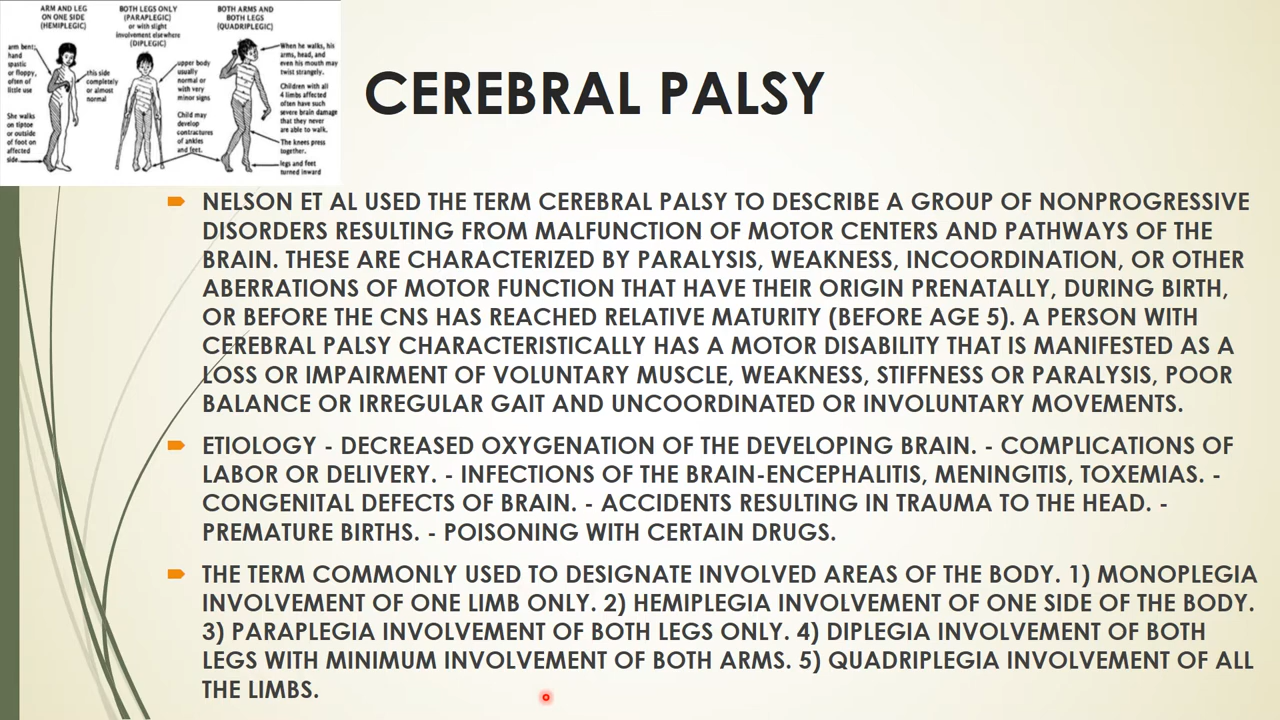 ARM AND LEG
ON ONE SIDE
(HEMIPLEGIC)
BOTH LEGS ONLY
(PARAPLEGIC)
or with slight
involvement elsewhere
(DIPLEGIC)
BOTH ARMS AND
BOTH LEGS
(QUADRIPLEGIC)
arm bent;
hand
spastic
or floppy,
often of
little use
this side
completely
or almost
normal
She walks
on tiptoe
or outside
of foot on
affected
side.
upper body
usually
normal or
with very
minor signs
Child may
develop
contractures
of ankles
and feet.
When he walks, his
arms, head, and
even his mouth may
twist strangely.
Children with all
4 limbs affected
often have such
severe brain damage
that they never
are able to walk.
The knees press
together.
legs and feet
turned inward
CEREBRAL PALSY
NELSON ET AL USED THE TERM CEREBRAL PALSY TO DESCRIBE A GROUP OF NONPROGRESSIVE
DISORDERS RESULTING FROM MALFUNCTION OF MOTOR CENTERS AND PATHWAYS OF THE
BRAIN. THESE ARE CHARACTERIZED BY PARALYSIS, WEAKNESS, INCOORDINATION, OR OTHER
ABERRATIONS OF MOTOR FUNCTION THAT HAVE THEIR ORIGIN PRENATALLY, DURING BIRTH,
OR BEFORE THE CNS HAS REACHED RELATIVE MATURITY (BEFORE AGE 5). A PERSON WITH
CEREBRAL PALSY CHARACTERISTICALLY HAS A MOTOR DISABILITY THAT IS MANIFESTED AS A
LOSS OR IMPAIRMENT OF VOLUNTARY MUSCLE, WEAKNESS, STIFFNESS OR PARALYSIS, POOR
BALANCE OR IRREGULAR GAIT AND UNCOORDINATED OR INVOLUNTARY MOVEMENTS.
ETIOLOGY - DECREASED OXYGENATION OF THE DEVELOPING BRAIN. - COMPLICATIONS OF
LABOR OR DELIVERY. - INFECTIONS OF THE BRAIN-ENCEPHALITIS, MENINGITIS, TOXEMIAS. -
CONGENITAL DEFECTS OF BRAIN. - ACCIDENTS RESULTING IN TRAUMA TO THE HEAD. -
PREMATURE BIRTHS. - POISONING WITH CERTAIN DRUGS.
THE TERM COMMONLY USED TO DESIGNATE INVOLVED AREAS OF THE BODY. 1) MONOPLEGIA
INVOLVEMENT OF ONE LIMB ONLY. 2) HEMIPLEGIA INVOLVEMENT OF ONE SIDE OF THE BODY.
3) PARAPLEGIA INVOLVEMENT OF BOTH LEGS ONLY. 4) DIPLEGIA INVOLVEMENT OF BOTH
LEGS WITH MINIMUM INVOLVEMENT OF BOTH ARMS. 5) QUADRIPLEGIA INVOLVEMENT OF ALL
THE LIMBS.